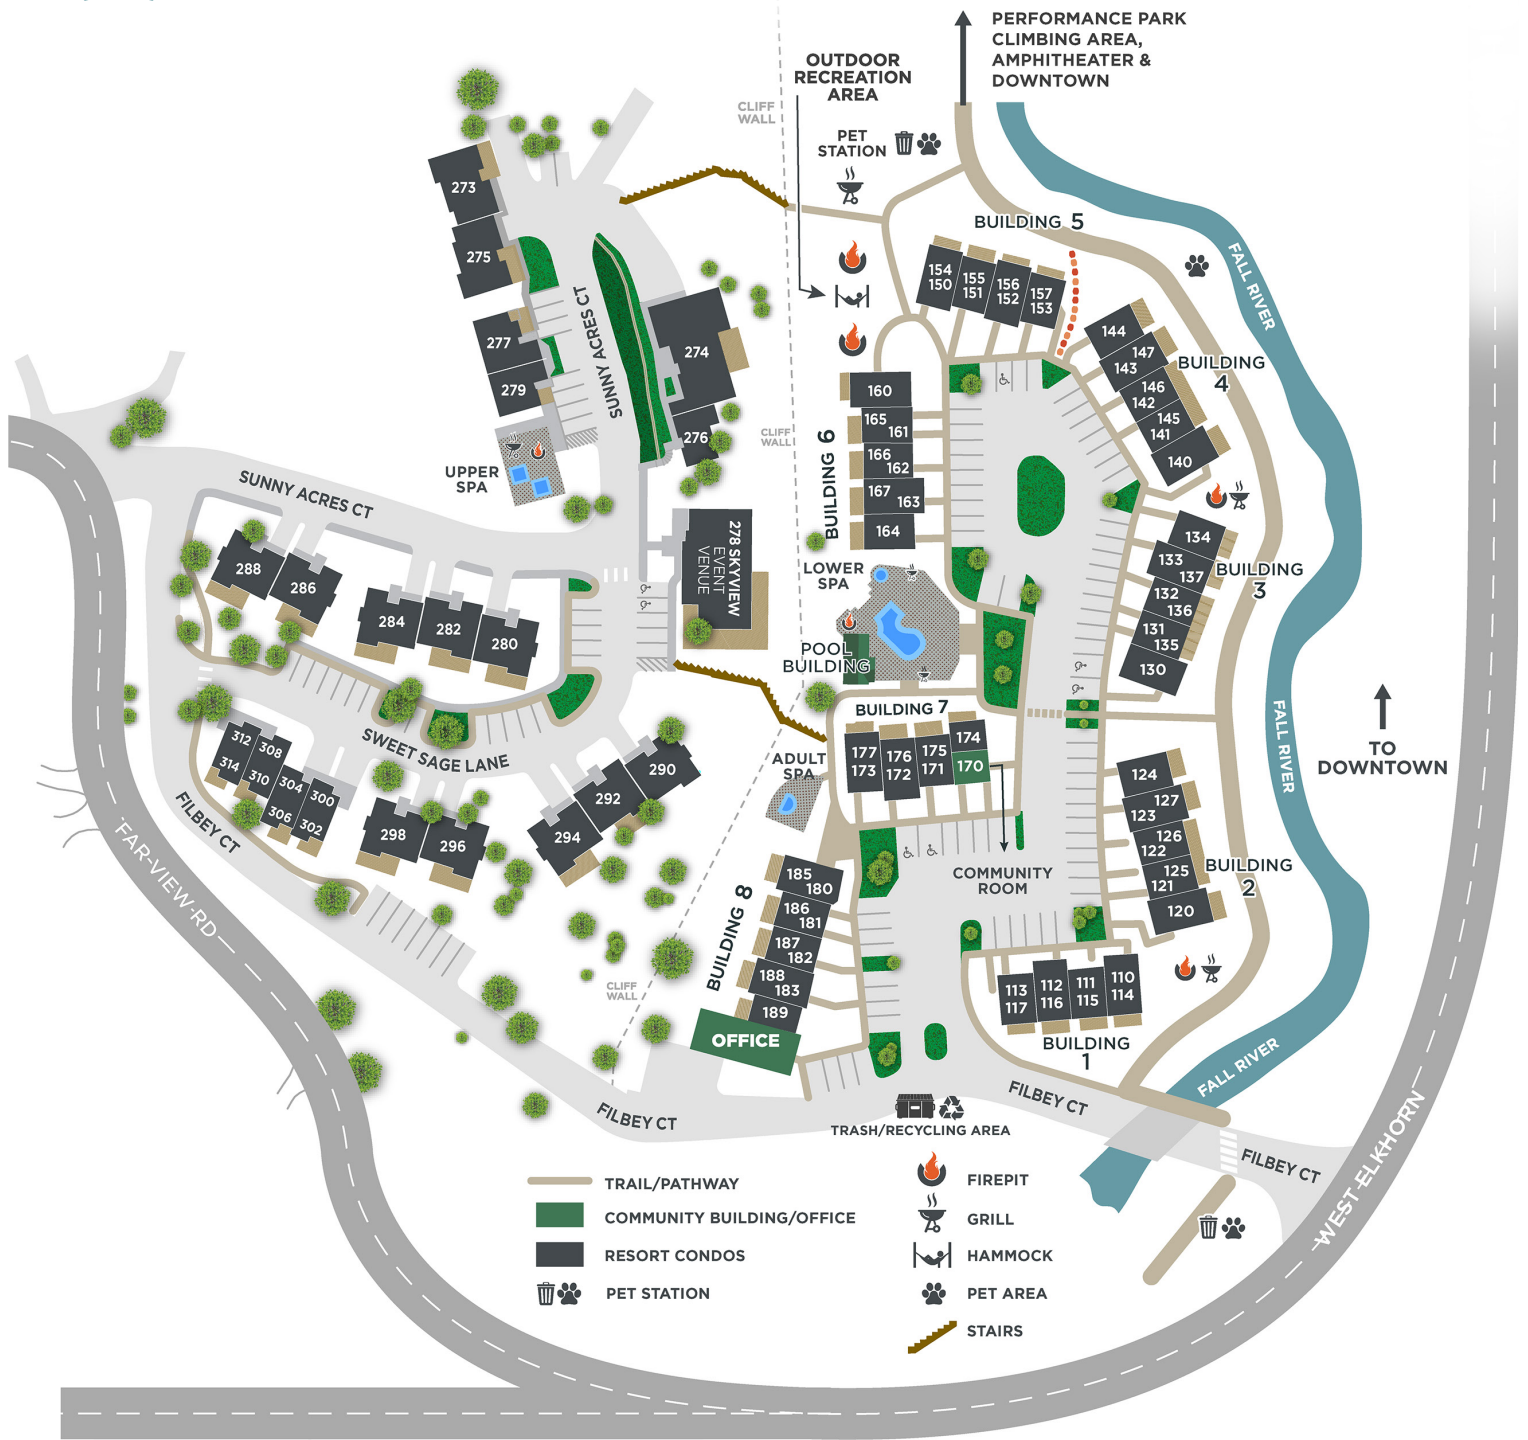 PERFORMANCE PARK
CLIMBING AREA,
AMPHITHEATER &
DOWNTOWN
OUTDOOR
RECREATION
AREA
CLIFF
WALL
PET
STATION
BUILDING 5
FALL RIVER
273
275
277
279
274
276
SUNNY ACRES CT
154
150
155
151
156
152
157
153
144
147
143
146
142
145
141
140
BUILDING
4
160
165
161
166
162
167
163
164
BUILDING 6
CLIFF
WALL
UPPER
SPA
SUNNY ACRES CT
278 SKYVIEW
EVENT
VENUE
134
133
137
132
136
131
135
130
BUILDING
3
LOWER
SPA
POOL
BUILDING
288
286
284
282
280
BUILDING 7
177
173
176
172
175
171
174
170
FALL RIVER
TO
DOWNTOWN
312
308
314
310
304
300
306
302
SWEET SAGE LANE
290
292
294
298
296
ADULT
SPA
124
127
123
126
122
125
121
120
BUILDING
2
FILBEY CT
FAR-VIEW RD
COMMUNITY
ROOM
185
180
186
181
187
182
188
183
189
BUILDING 8
CLIFF
WALL
OFFICE
113
117
112
116
111
115
110
114
BUILDING
1
FALL RIVER
FILBEY CT
FILBEY CT
FILBEY CT
TRASH/RECYCLING AREA
WEST ELKHORN
TRAIL/PATHWAY
COMMUNITY BUILDING/OFFICE
RESORT CONDOS
PET STATION
FIREPIT
GRILL
HAMMOCK
PET AREA
STAIRS